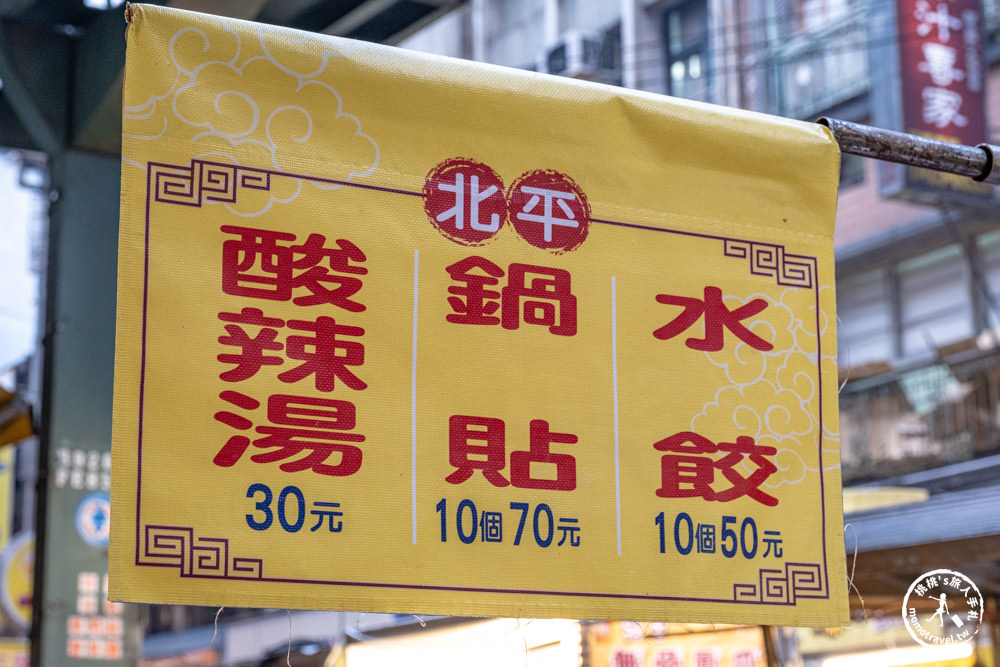 北平
酸辣湯
30元
鍋貼
10個70元
水餃
10個50元
汁專家
桃桃's旅人手札
momotravel.tw